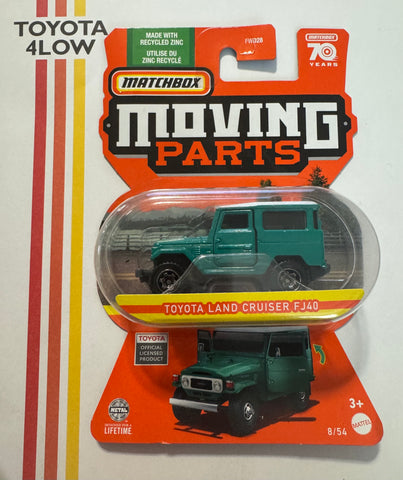 TOYOTA
4LOW
MADE WITH
RECYCLED ZINC
UTILISE DU
ZINC RECYCLÉ
FWD28
MATCHBOX
70
YEARS
MATCHBOX
MOVING
PARTS
TOYOTA LAND CRUISER FJ40
TOYOTA
OFFICIAL
LICENSED
PRODUCT
METAL
LIFETIME
8/54
3+
MATTEL